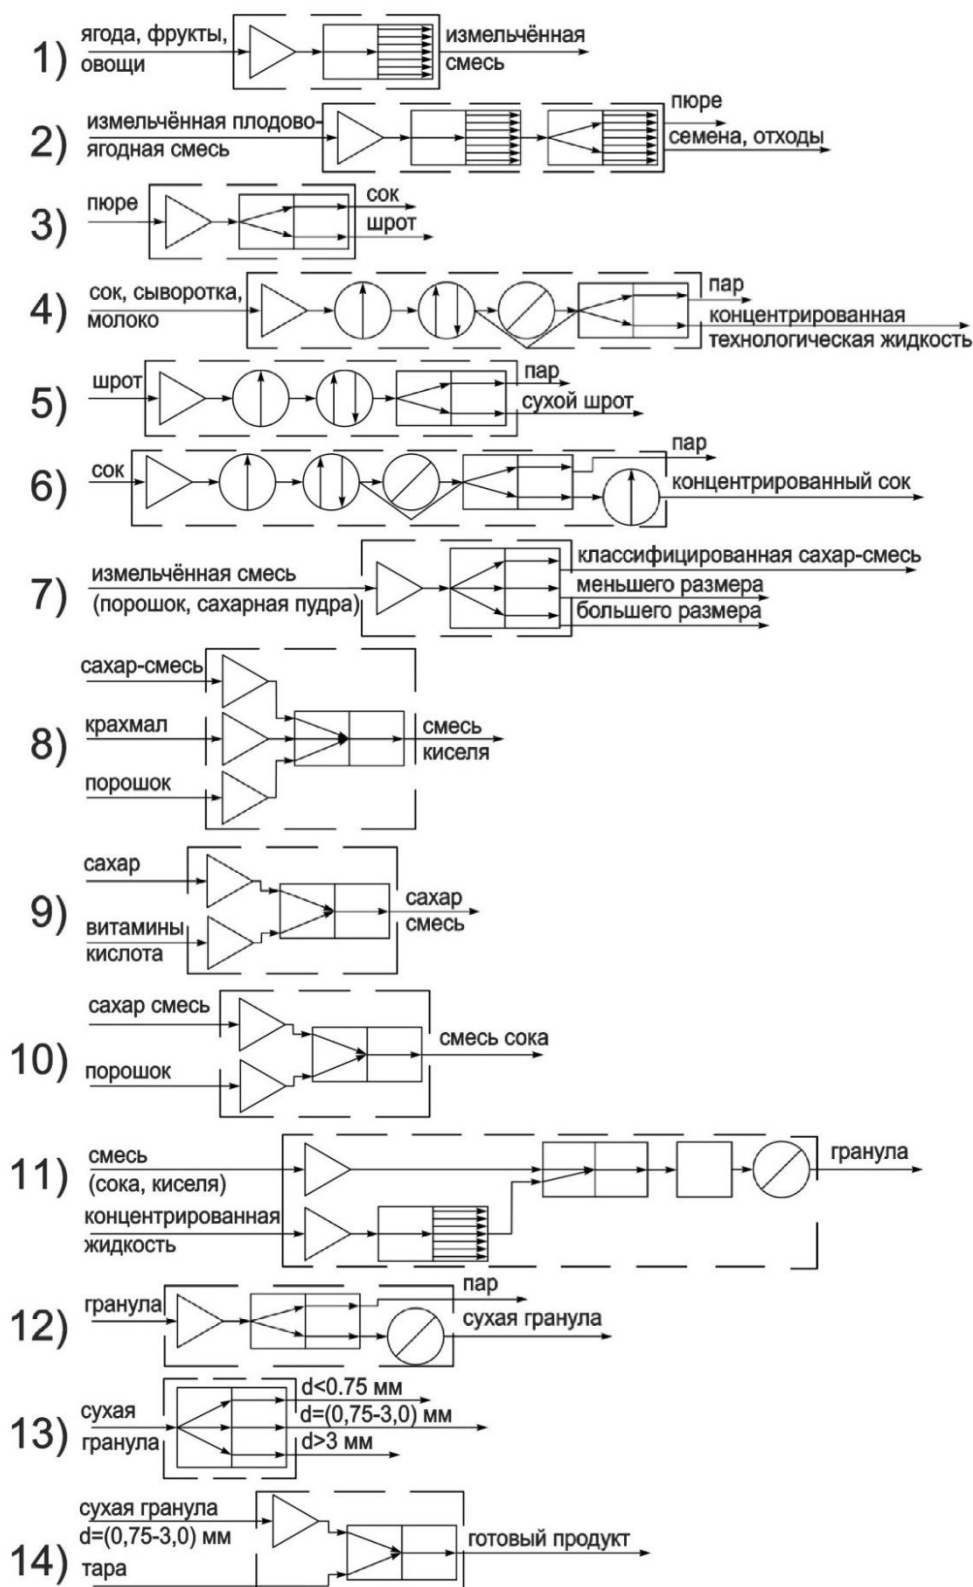 1) ягода, фрукты,
овощи
измельчённая
смесь
2) измельчённая плодово-
ягодная смесь
пюре
семена, отходы
3) пюре
сок
шрот
4) сок, сыворотка,
молоко
пар
концентрированная
технологическая жидкость
5) шрот
пар
сухой шрот
6) сок
пар
концентрированный сок
7) измельчённая смесь
(порошок, сахарная пудра)
классифицированная сахар-смесь
меньшего размера
большего размера
8) сахар-смесь
крахмал
порошок
смесь
киселя
9) сахар
витамины
кислота
сахар
смесь
10) сахар смесь
порошок
смесь сока
11) смесь
(сока, киселя)
концентрированная
жидкость
гранула
12) гранула
пар
сухая гранула
13) сухая
гранула
d<0.75 мм
d=(0,75-3,0) мм
d>3 мм
14) сухая гранула
d=(0,75-3,0) мм
тара
готовый продукт